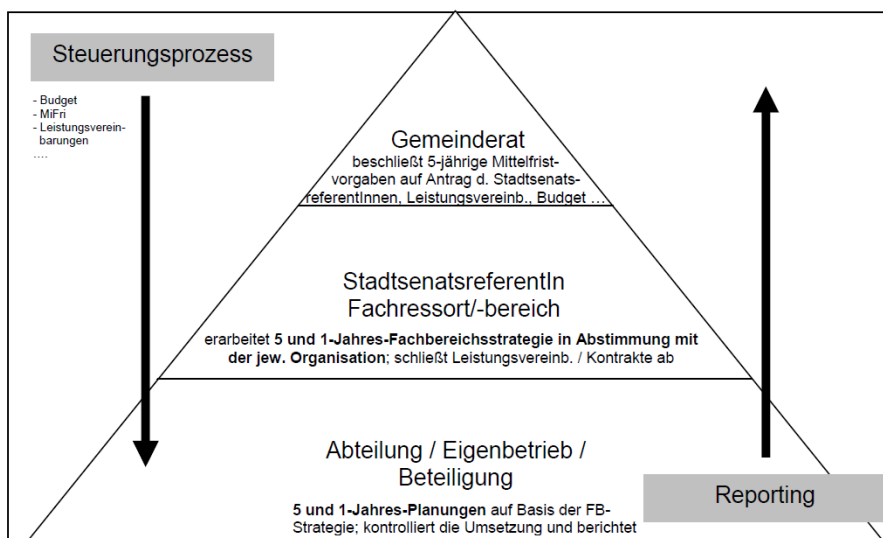 Steuerungsprozess
- Budget
- MiFri
- Leistungsverein-
barungen
....
Gemeinderat
beschließt 5-jährige Mittelfrist-
vorgaben auf Antrag d. Stadtsenats-
referentInnen, Leistungsvereinb., Budget ...
StadtsenatsreferentIn
Fachressort/-bereich
erarbeitet 5 und 1-Jahres-Fachbereichsstrategie in Abstimmung mit
der jew. Organisation; schließt Leistungsvereinb. / Kontrakte ab
Abteilung / Eigenbetrieb /
Beteiligung
5 und 1-Jahres-Planungen auf Basis der FB-
Strategie; kontrolliert die Umsetzung und berichtet
Reporting